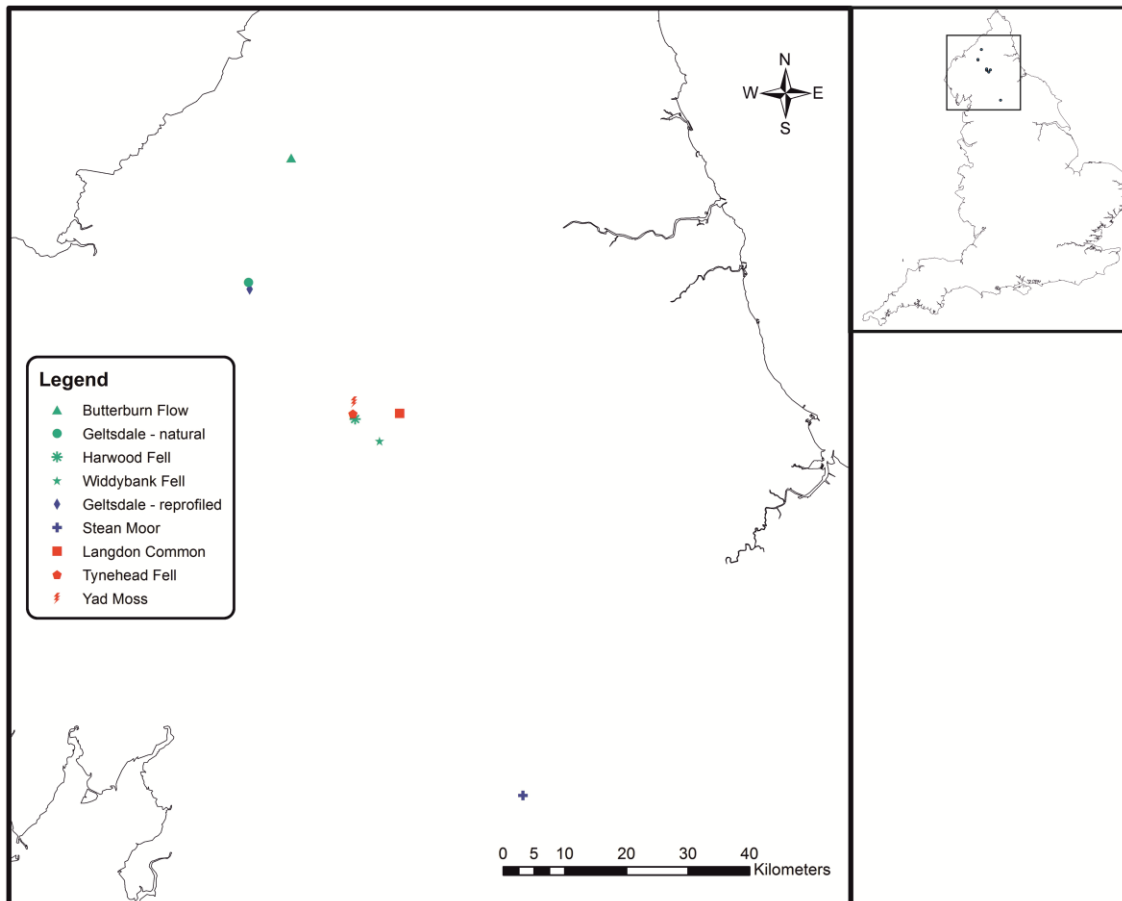 N
W E
S
Legend
Butterburn Flow
Geltsdale - natural
Harwood Fell
Widdybank Fell
Geltsdale - reprofiled
Stean Moor
Langdon Common
Tynehead Fell
Yad Moss
0 5 10 20 30 40
Kilometers